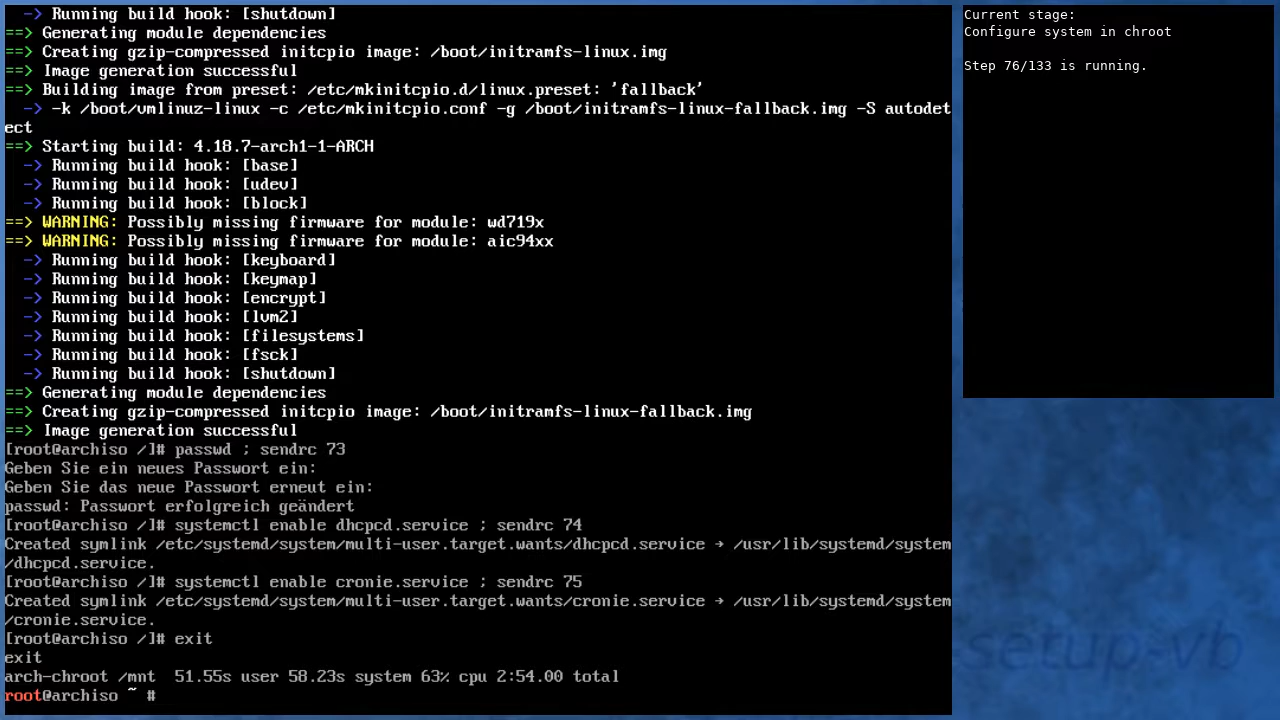 -> Running build hook: [shutdown]
==> Generating module dependencies
==> Creating gzip-compressed initcpio image: /boot/initramfs-linux.img
==> Image generation successful
==> Building image from preset: /etc/mkinitcpio.d/linux.preset: 'fallback'
-> -k /boot/vmlinuz-linux -c /etc/mkinitcpio.conf -g /boot/initramfs-linux-fallback.img -S autodet
ect
==> Starting build: 4.18.7-arch1-1-ARCH
-> Running build hook: [base]
-> Running build hook: [udev]
-> Running build hook: [block]
==> WARNING: Possibly missing firmware for module: wd719x
==> WARNING: Possibly missing firmware for module: aic94xx
-> Running build hook: [keyboard]
-> Running build hook: [keymap]
-> Running build hook: [encrypt]
-> Running build hook: [lvm2]
-> Running build hook: [filesystems]
-> Running build hook: [fsck]
-> Running build hook: [shutdown]
==> Generating module dependencies
==> Creating gzip-compressed initcpio image: /boot/initramfs-linux-fallback.img
==> Image generation successful
[root@archiso /]# passwd ; sendrc 73
Geben Sie ein neues Passwort ein:
Geben Sie das neue Passwort erneut ein:
passwd: Passwort erfolgreich geändert
[root@archiso /]# systemctl enable dhcpcd.service ; sendrc 74
Created symlink /etc/systemd/system/multi-user.target.wants/dhcpcd.service → /usr/lib/systemd/system
/dhcpcd.service.
[root@archiso /]# systemctl enable cronie.service ; sendrc 75
Created symlink /etc/systemd/system/multi-user.target.wants/cronie.service → /usr/lib/systemd/system
/cronie.service.
[root@archiso /]# exit
exit
arch-chroot /mnt  51.55s user 58.23s system 63% cpu 2:54.00 total
root@archiso ~ #
Current stage:
Configure system in chroot
Step 76/133 is running.
setup-vb